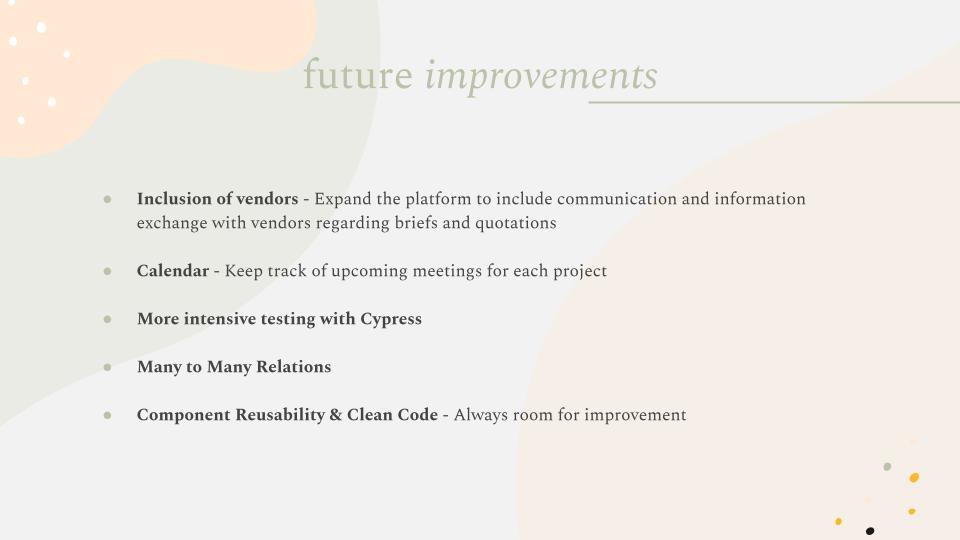 future improvements
● Inclusion of vendors - Expand the platform to include communication and information
exchange with vendors regarding briefs and quotations
● Calendar - Keep track of upcoming meetings for each project
● More intensive testing with Cypress
● Many to Many Relations
● Component Reusability & Clean Code - Always room for improvement